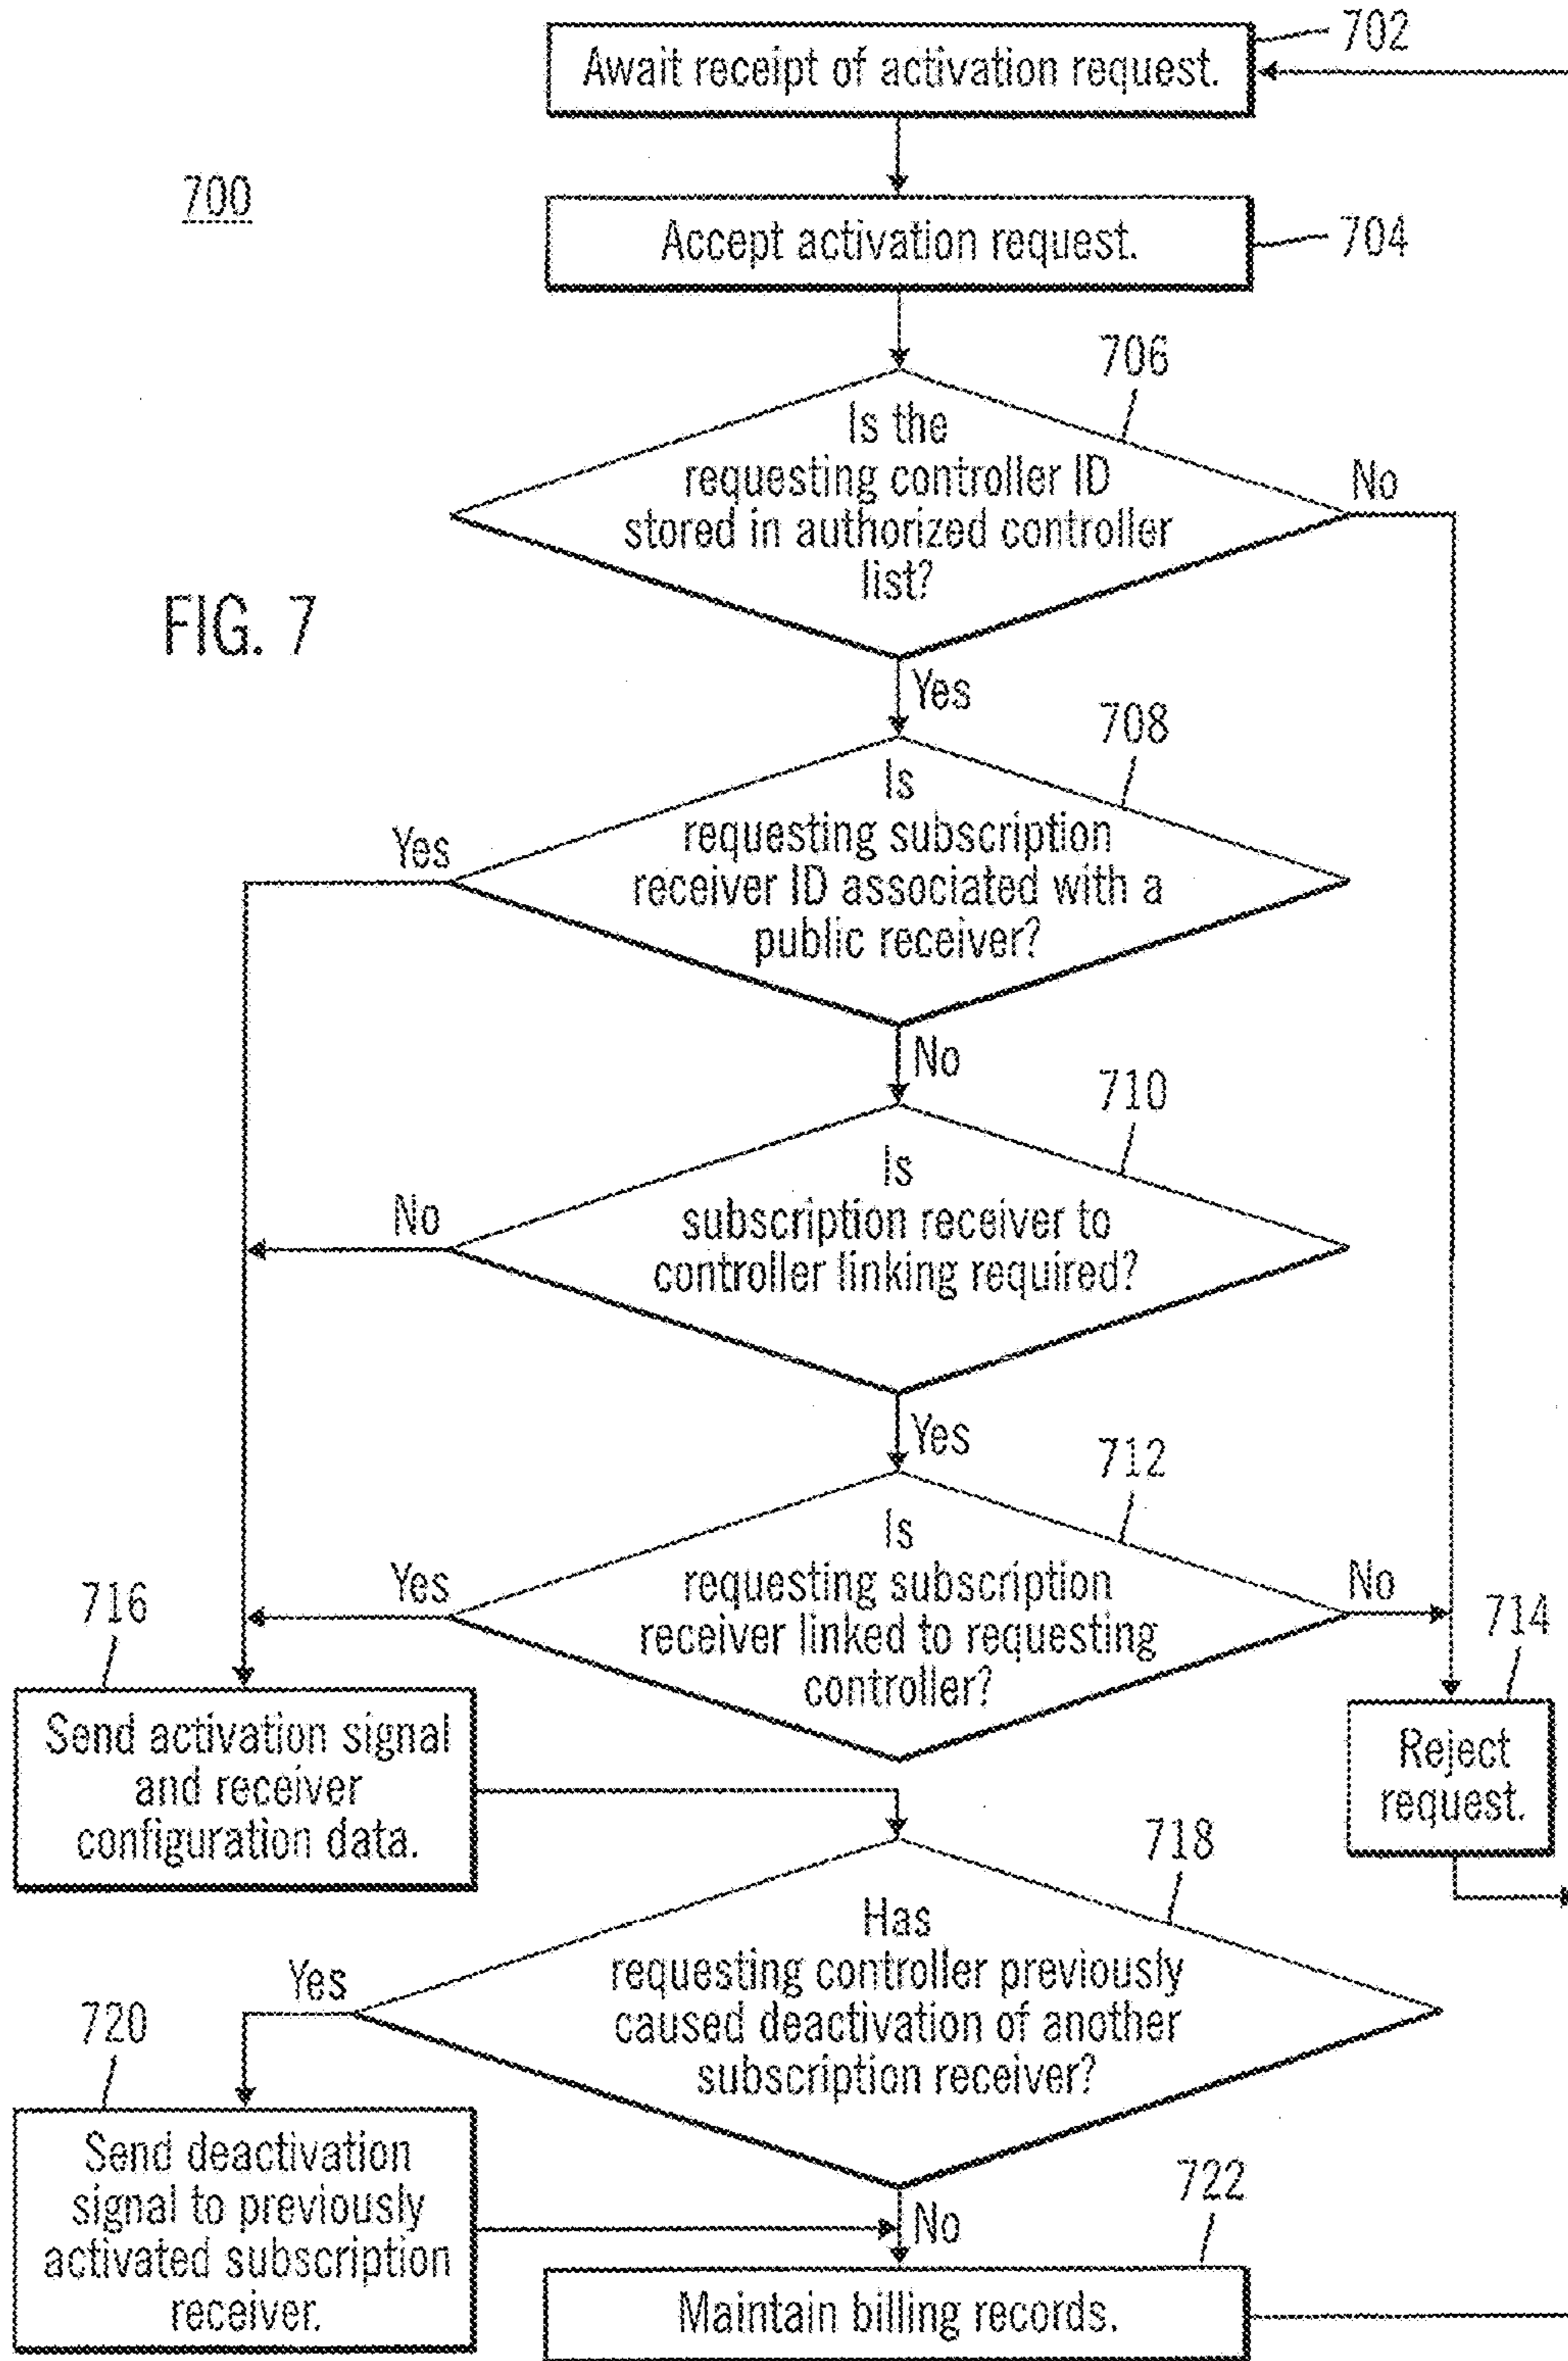 702
Await receipt of activation request.
700
Accept activation request.
704
706
Is the
requesting controller ID
stored in authorized controller
list?
No
FIG. 7
Yes
708
Is
requesting subscription
receiver ID associated with a
public receiver?
Yes
No
710
Is
subscription receiver to
controller linking required?
No
Yes
712
Is
requesting subscription
receiver linked to requesting
controller?
Yes
No
716
714
Send activation signal
and receiver
configuration data.
Reject
request.
718
Has
requesting controller previously
caused deactivation of another
subscription receiver?
Yes
720
Send deactivation
signal to previously
activated subscription
receiver.
No
722
Maintain billing records.